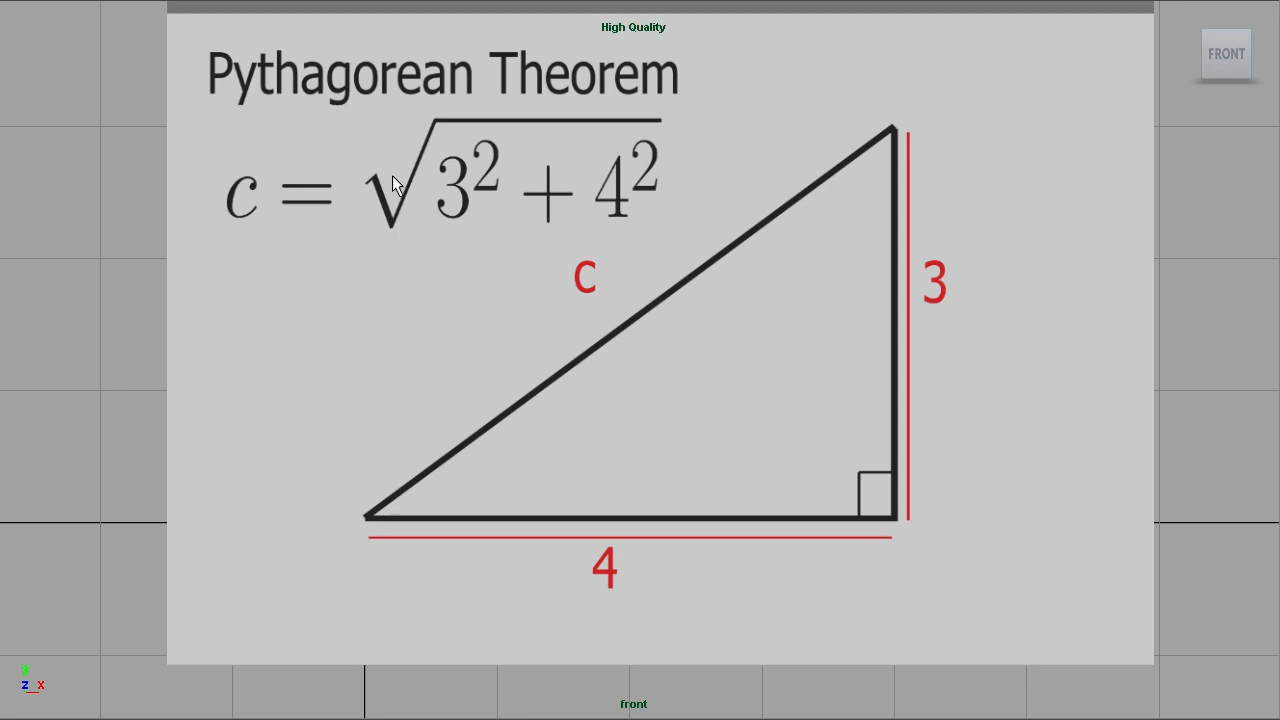 High Quality
FRONT
Pythagorean Theorem
c = √3² + 4²
c
3
4
y
z x
front